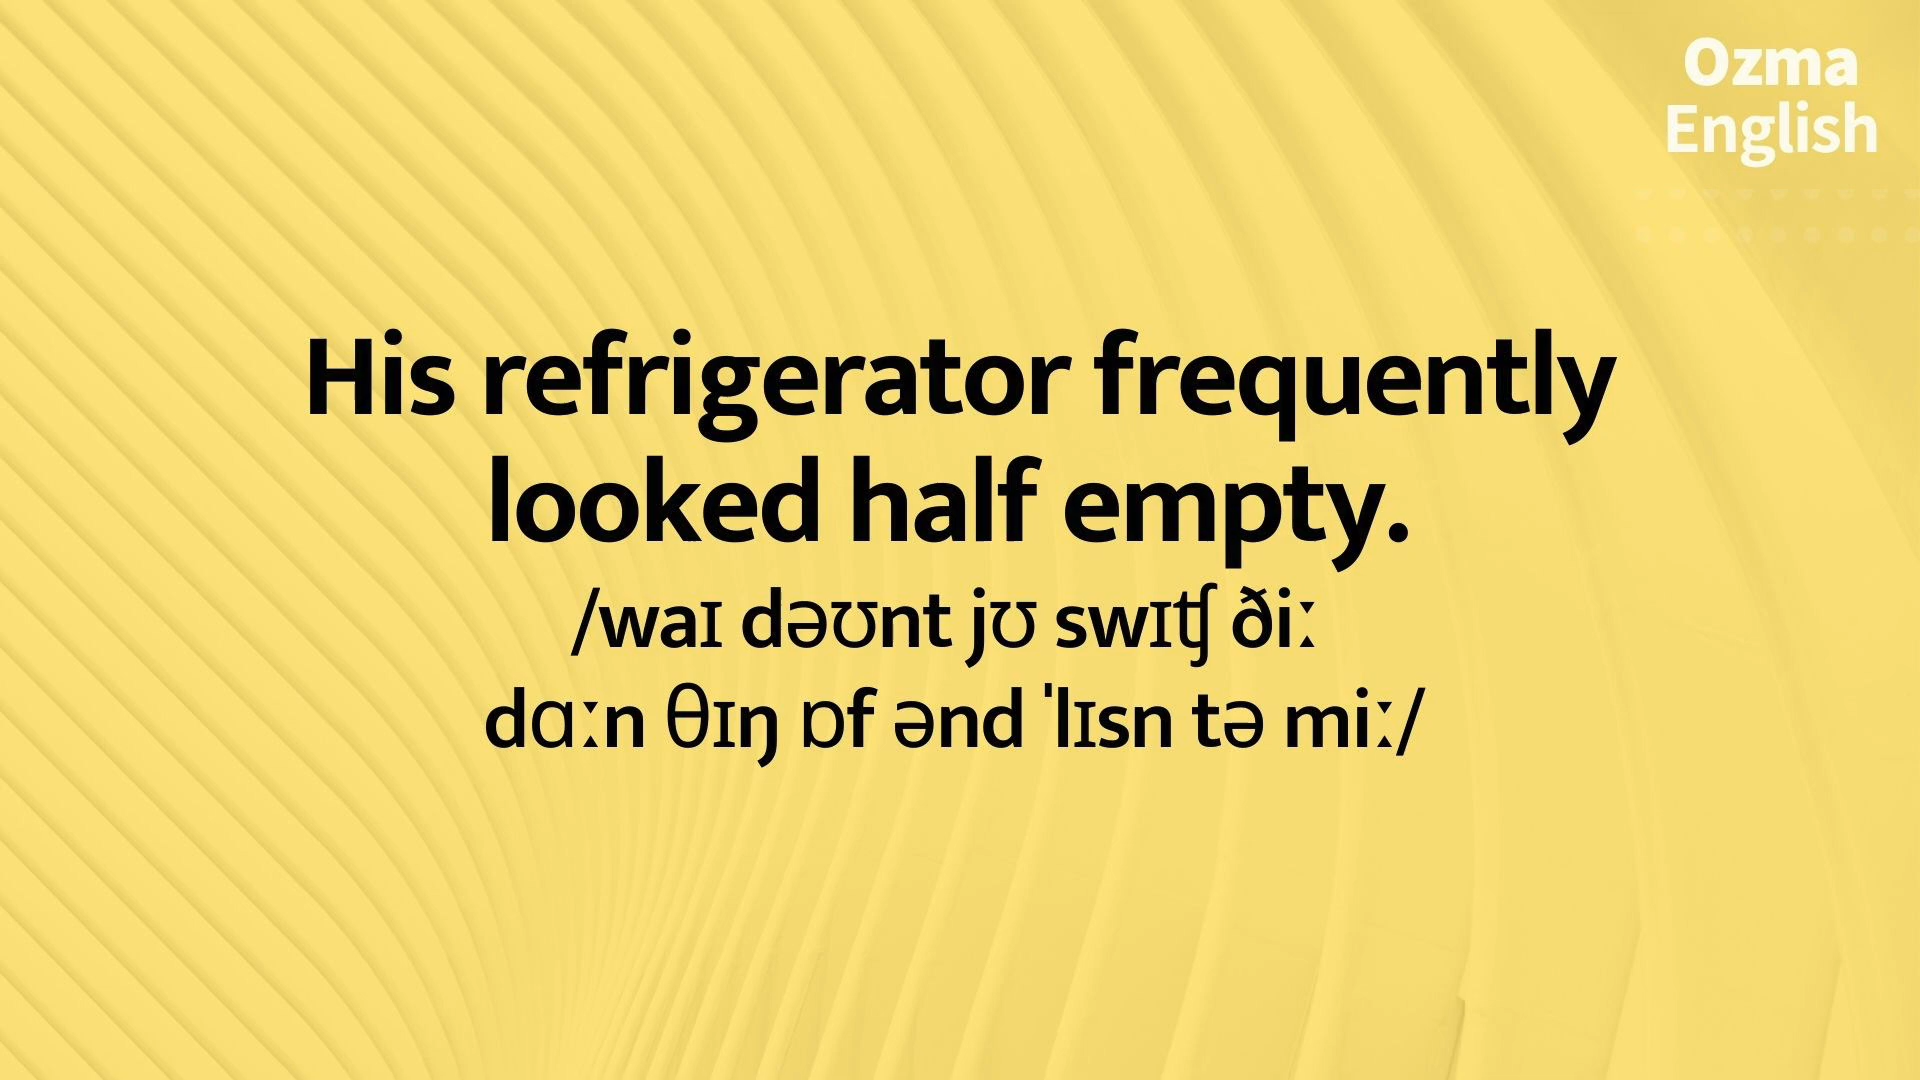 Ozma
English
His refrigerator frequently
looked half empty.
/waɪ dəʊnt jʊ swɪʧ ðiː
dɑːn θɪŋ ɒf ənd ˈlɪsn tə miː/